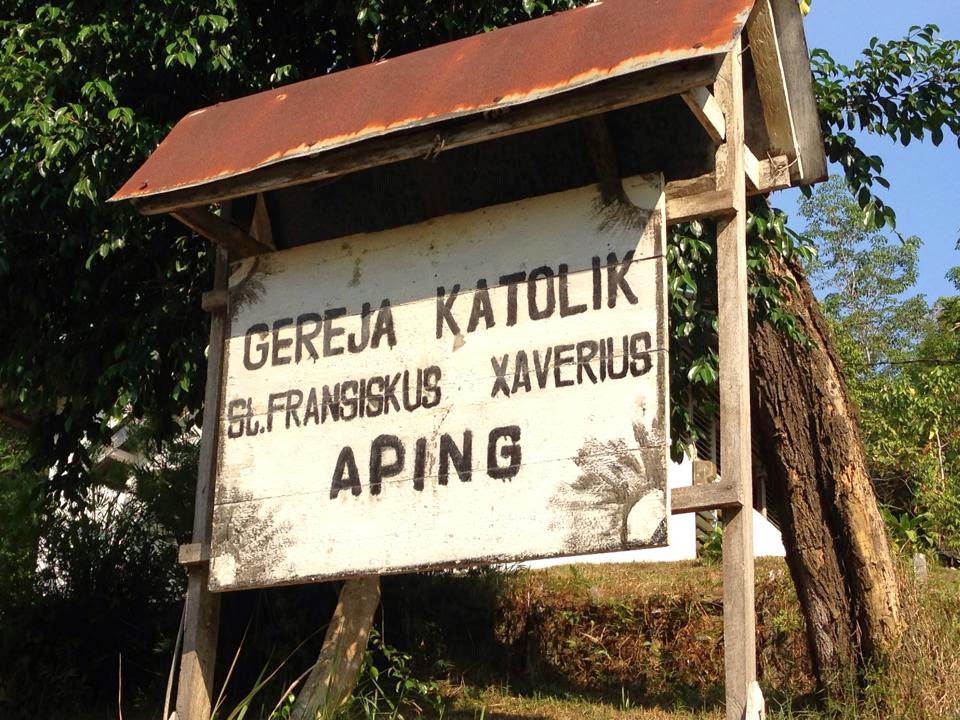 GEREJA KATOLIK
St. FRANSISKUS XAVERIUS
APING